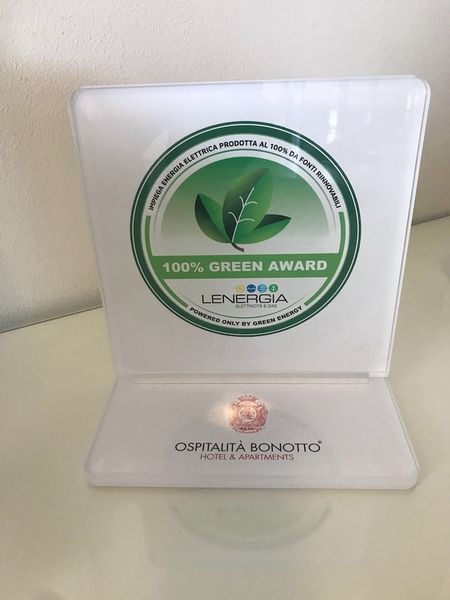 IMPIEGA ENERGIA ELETTRICA PRODOTTA AL 100% DA FONTI RINNOVABILI
100% GREEN AWARD
LENERGIA
ELETTRICITÀ E GAS
POWERED ONLY BY GREEN ENERGY
OSPITALITÀ BONOTTO®
HOTEL & APARTMENTS